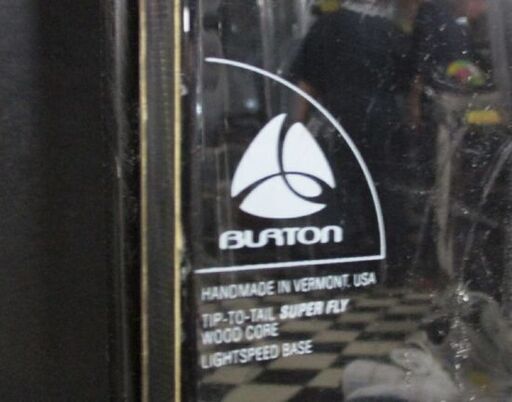 BURTON
HANDMADE IN VERMONT, USA
TIP-TO-TAIL SUPER FLY
WOOD CORE
LIGHTSPEED BASE